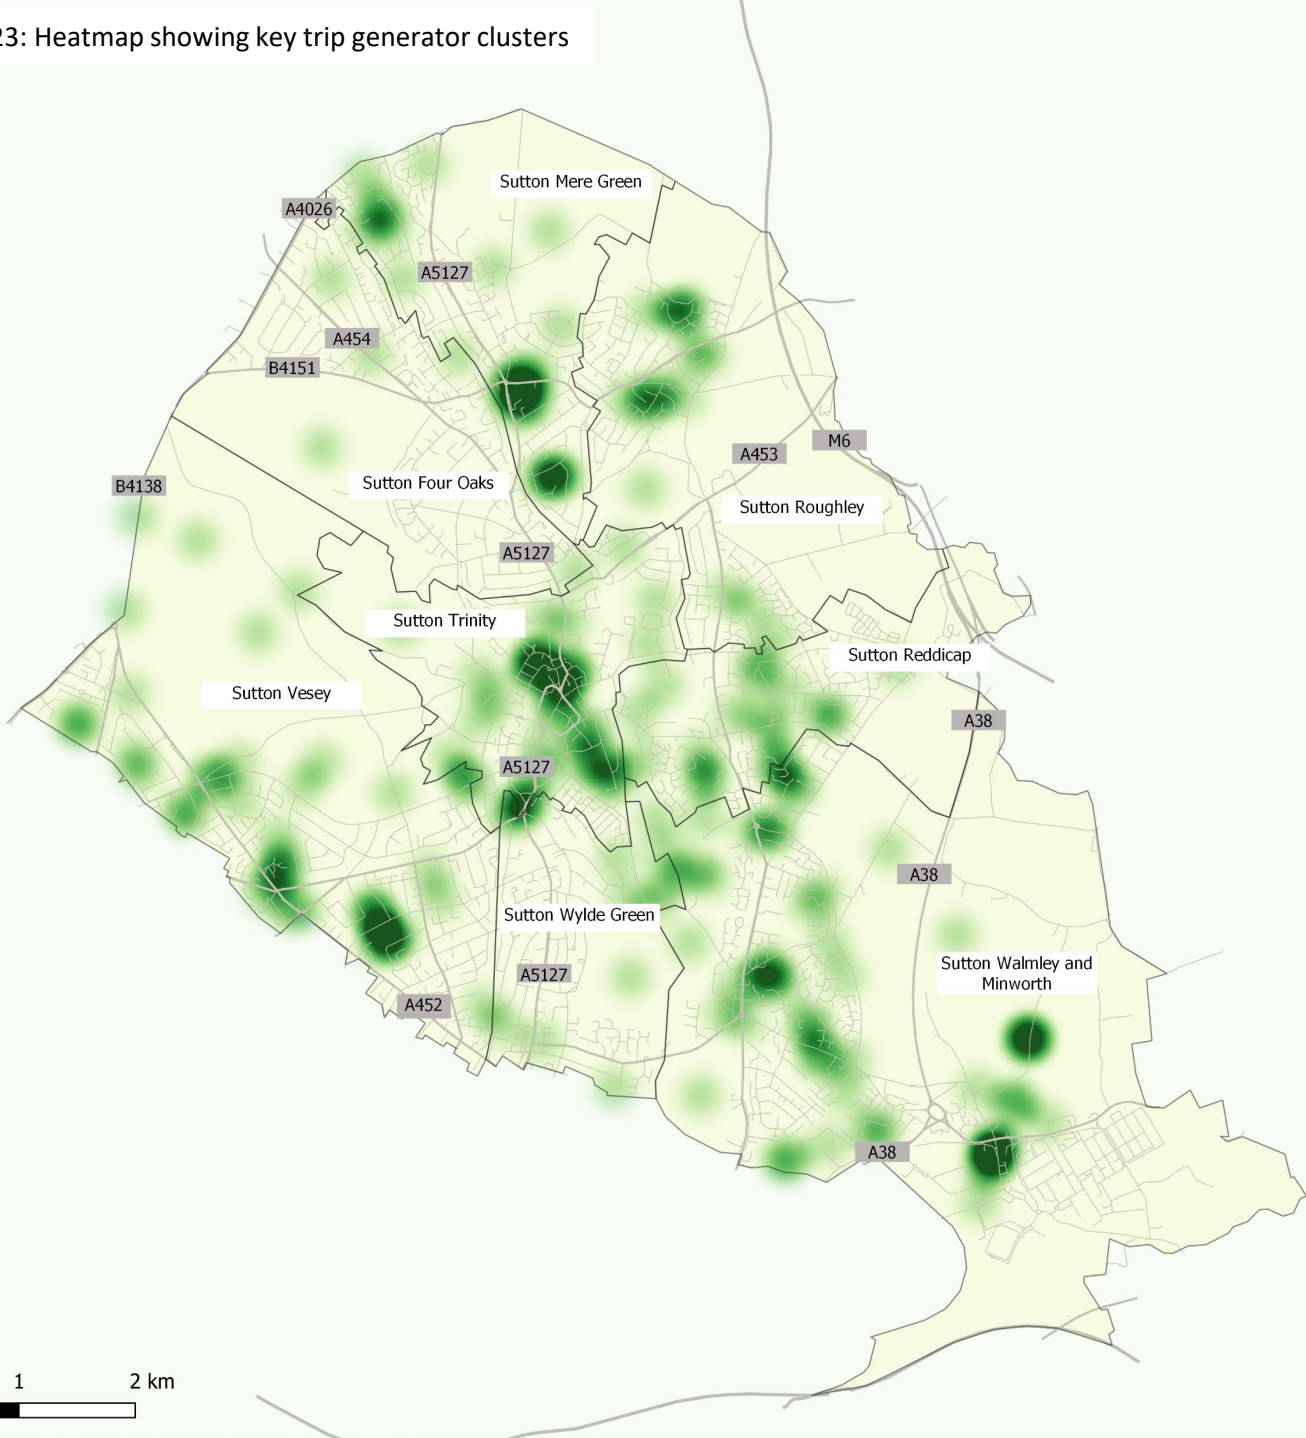 23: Heatmap showing key trip generator clusters
Sutton Mere Green
A4026
A5127
A454
B4151
M6
A453
Sutton Four Oaks
B4138
Sutton Roughley
A5127
Sutton Trinity
Sutton Reddicap
Sutton Vesey
A38
A5127
A38
Sutton Wylde Green
Sutton Walmley and
Minworth
A5127
A452
A38
1 2 km